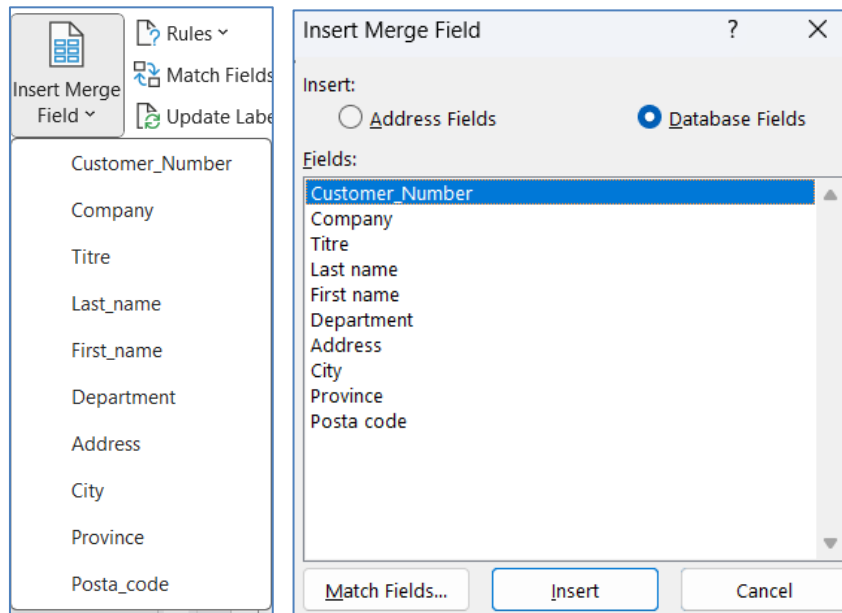 Insert Merge
Field
Rules
Match Fields
Update Labe
Customer_Number
Company
Titre
Last_name
First_name
Department
Address
City
Province
Posta_code
Insert Merge Field
?
Insert:
Address Fields
Database Fields
Fields:
Customer_Number
Company
Titre
Last name
First name
Department
Address
City
Province
Posta code
Match Fields...
Insert
Cancel